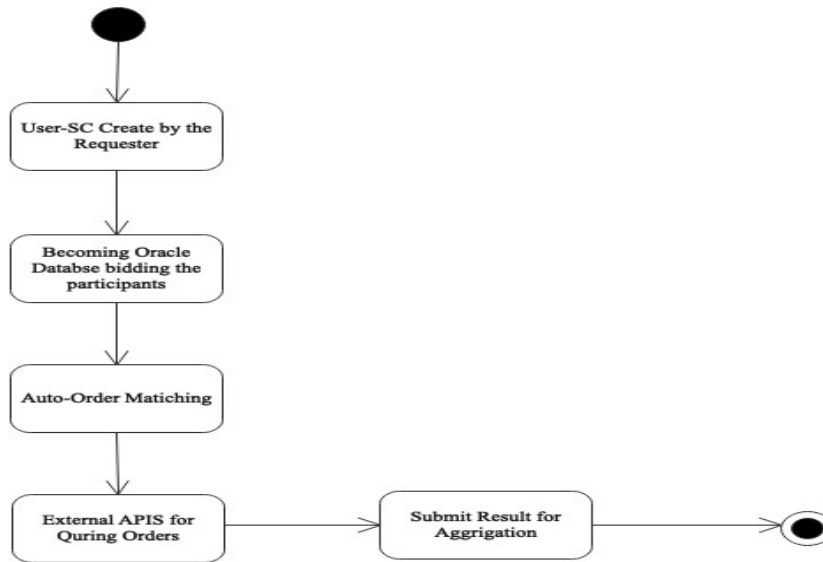 User-SC Create by the
Requester
Becoming Oracle
Databse bidding the
participants
Auto-Order Matiching
External APIS for
Quring Orders
Submit Result for
Aggrigation